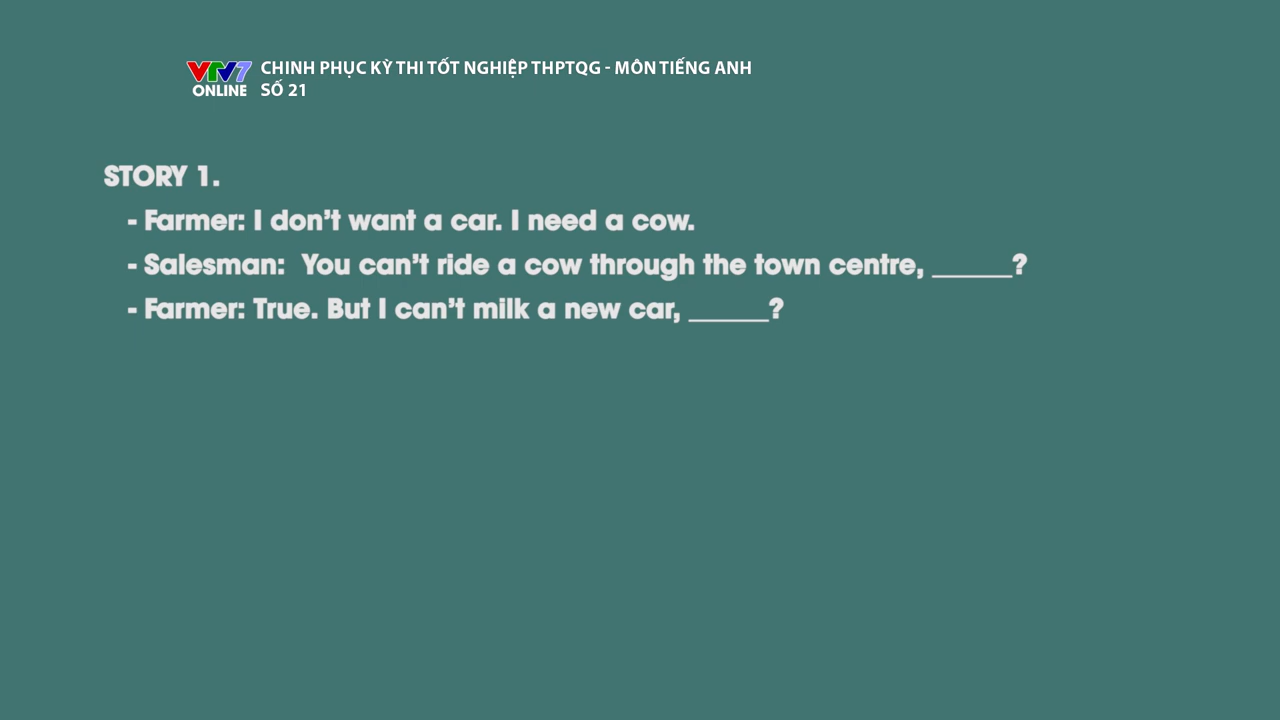 VTV7 CHINH PHỤC KỲ THI TỐT NGHIỆP THPTQG - MÔN TIẾNG ANH
ONLINE SỐ 21
STORY 1.
- Farmer: I don't want a car. I need a cow.
- Salesman: You can't ride a cow through the town centre, ______?
- Farmer: True. But I can't milk a new car, ______?